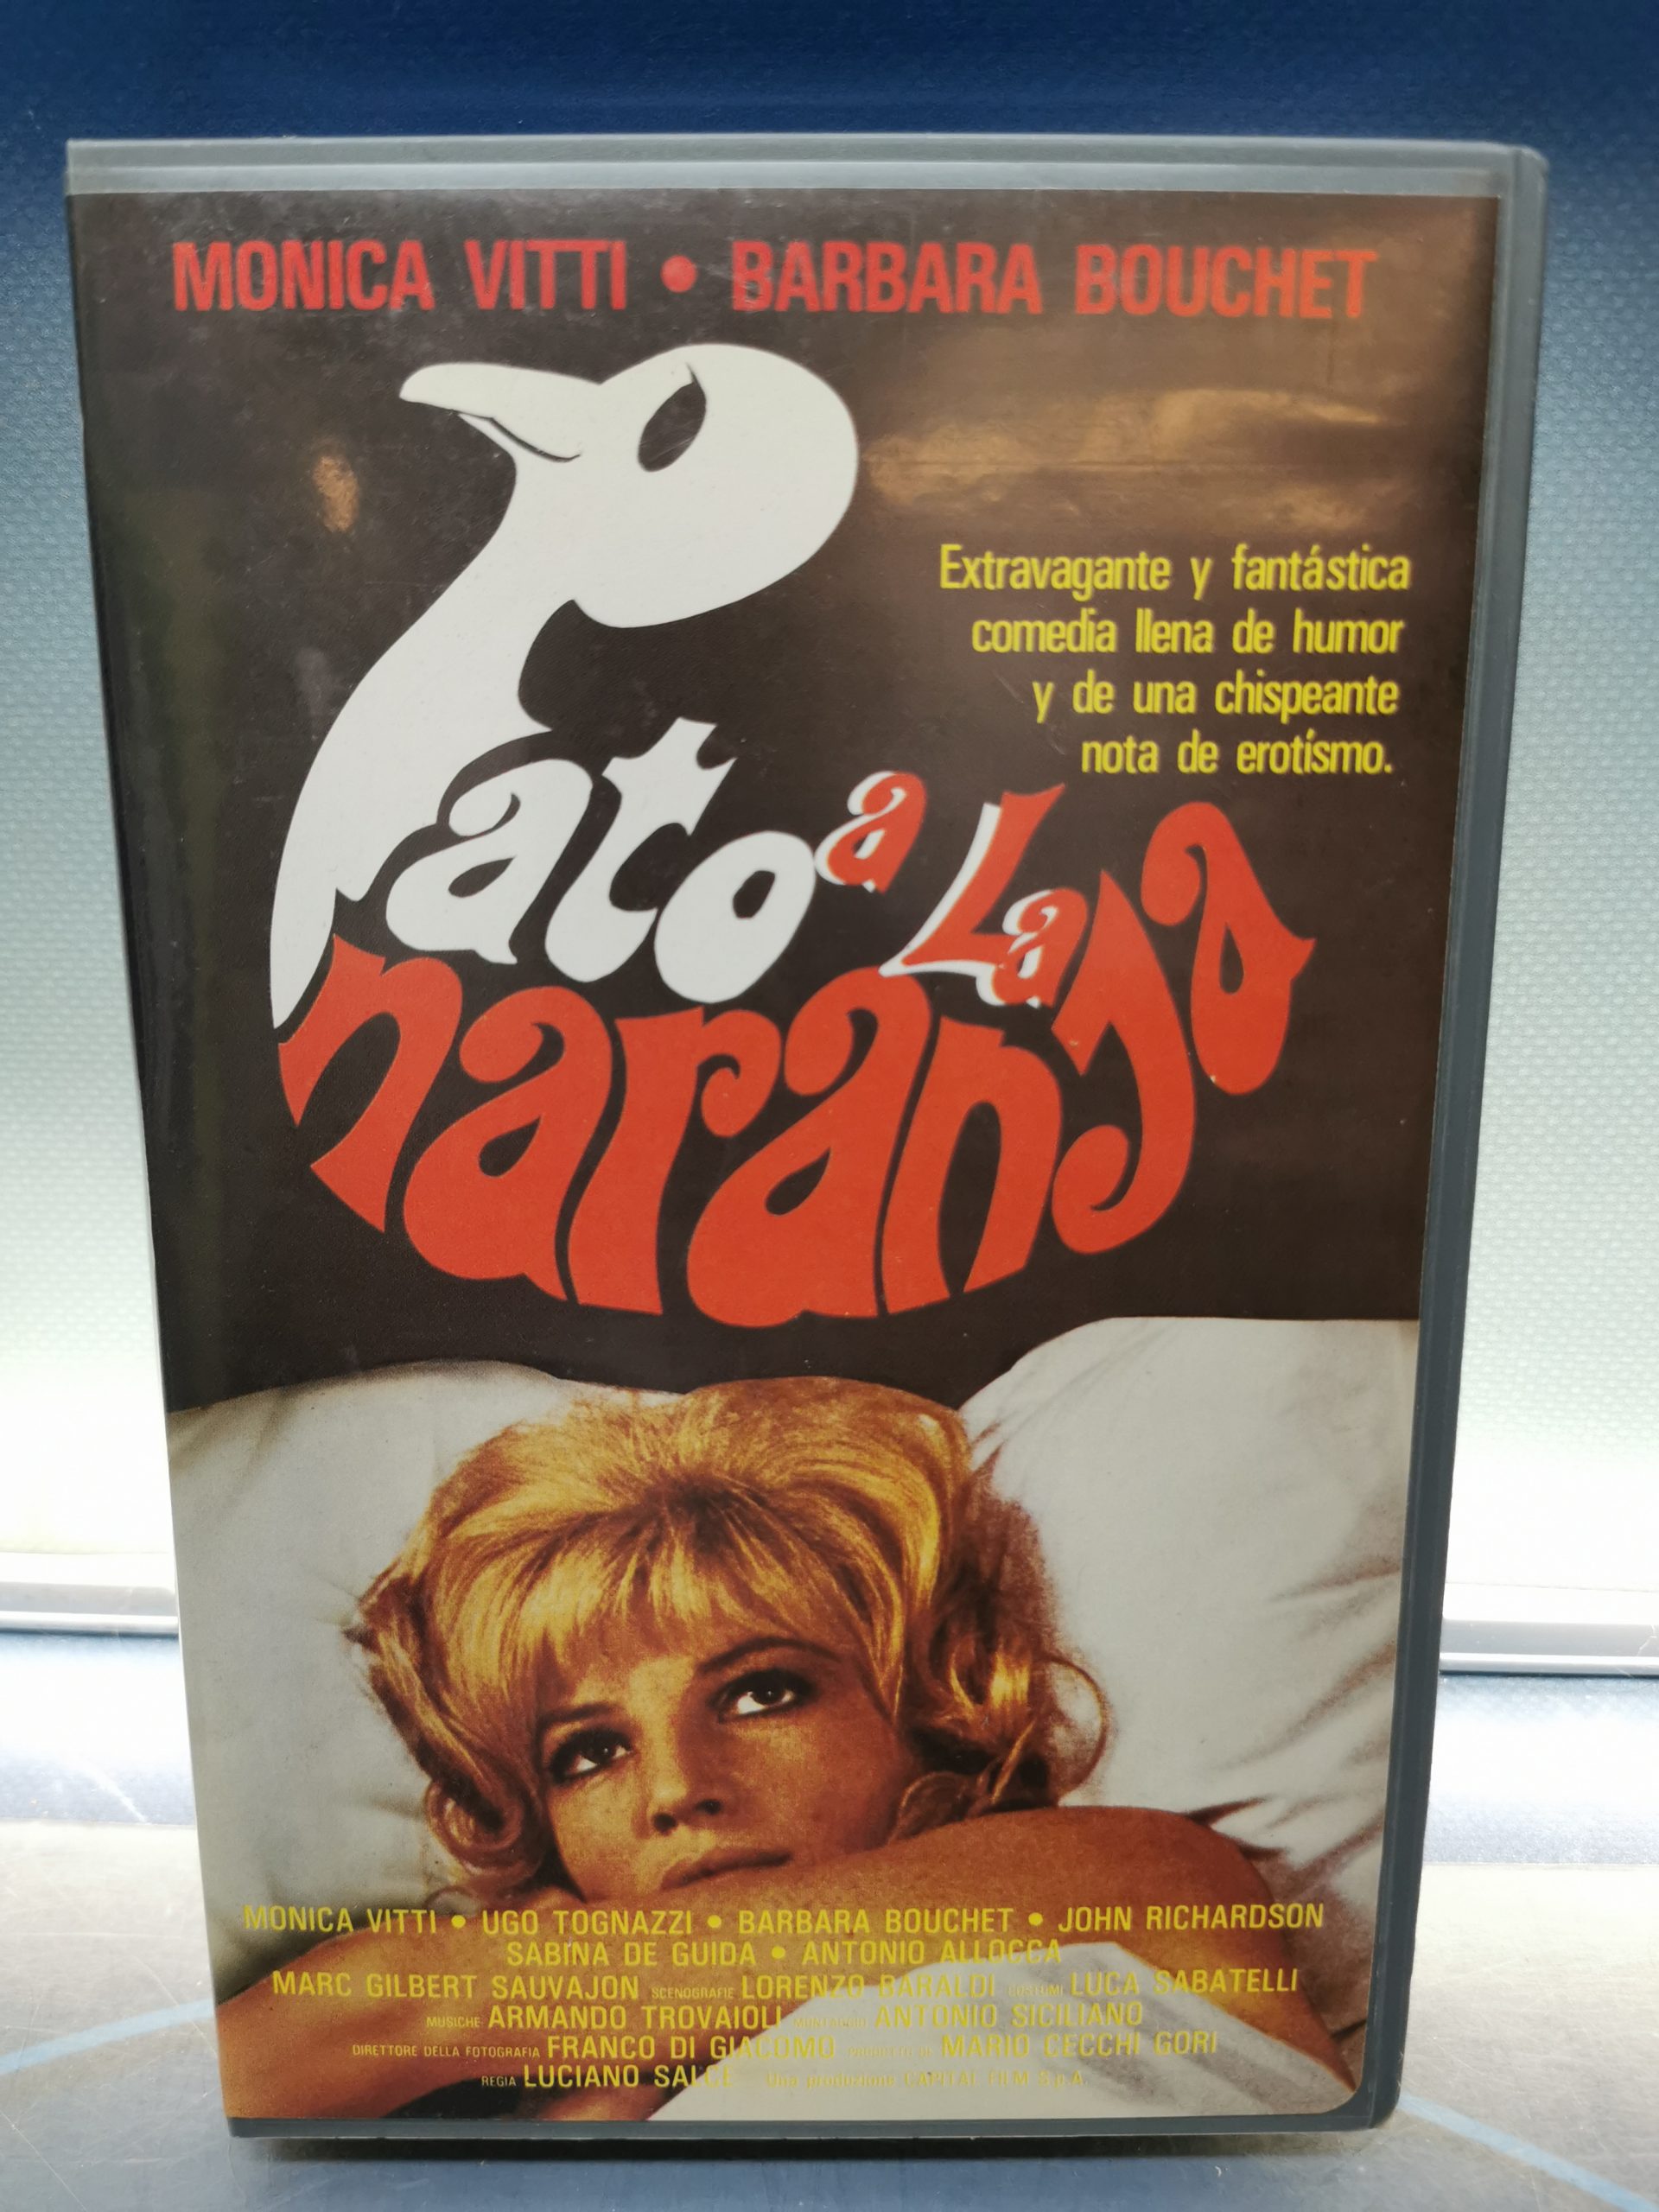 MONICA VITTI • BARBARA BOUCHET
Extravagante y fantástica
comedia llena de humor
y de una chispeante
nota de erotísmo.
Pato a La
naranja
MONICA VITTI • UGO TOGNAZZI • BARBARA BOUCHET • JOHN RICHARDSON
SABINA DE GUIDA • ANTONIO ALLOCCA
MARC GILBERT SAUVAJON SCENOGRAFIE LORENZO BARALDI COSTUMI LUCA SABATELLI
MUSICHE ARMANDO TROVAIOLI MONTAGGIO ANTONIO SICILIANO
DIRETTORE DELLA FOTOGRAFIA FRANCO DI GIACOMO MARIO CECCHI GORI
REGIA LUCIANO SALCE Una produzione CAPITAL FILM S.p.A.